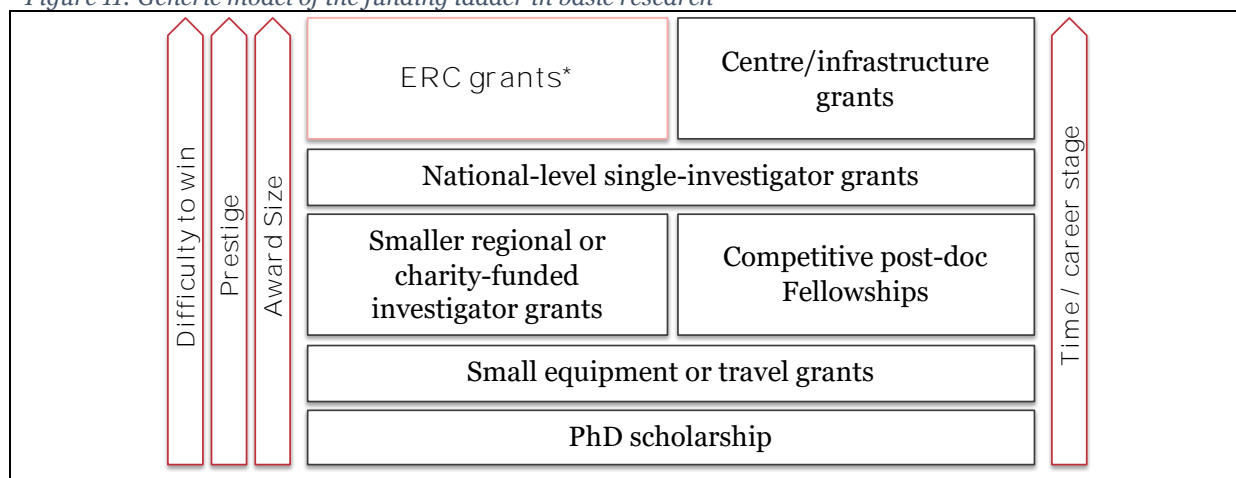 Figure 11: Generic model of the funding ladder in basic research
Difficulty to win
Prestige
Award Size
ERC grants*
Centre/infrastructure
grants
National-level single-investigator grants
Smaller regional or
charity-funded
investigator grants
Competitive post-doc
Fellowships
Small equipment or travel grants
PhD scholarship
Time / career stage